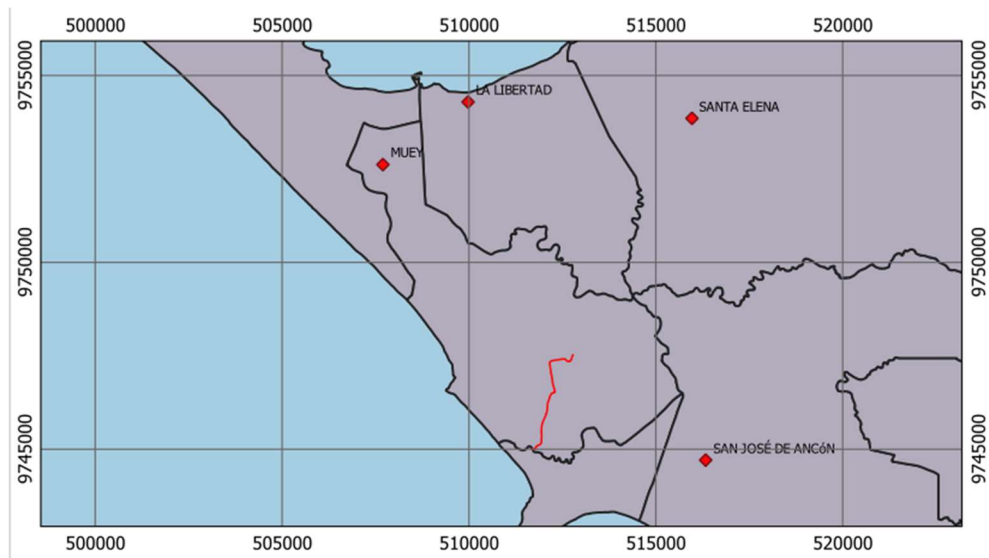 500000 505000 510000 515000 520000
9755000 9755000
LA LIBERTAD
SANTA ELENA
MUEY
9750000 9750000
9745000 9745000
SAN JOSÉ DE ANCóN
500000 505000 510000 515000 520000